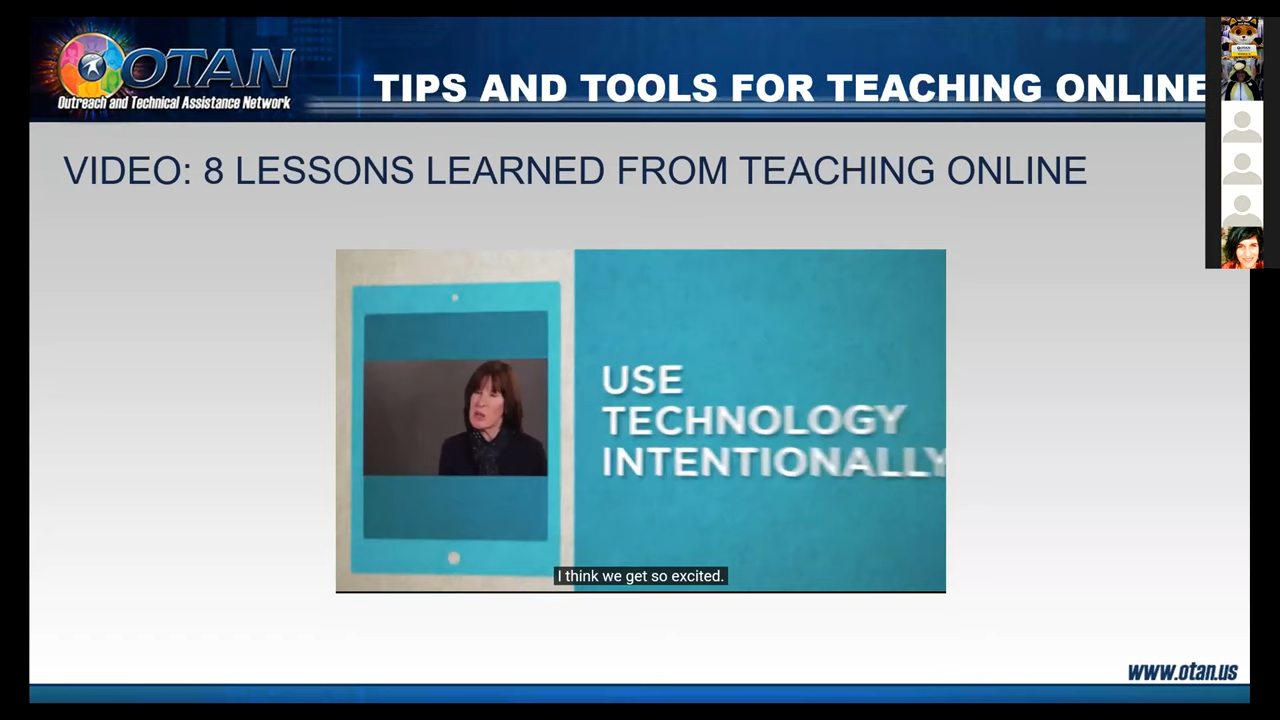 OTAN
Outreach and Technical Assistance Network
TIPS AND TOOLS FOR TEACHING ONLINE
VIDEO: 8 LESSONS LEARNED FROM TEACHING ONLINE
USE
TECHNOLOGY
INTENTIONALLY
I think we get so excited.
www.otan.us